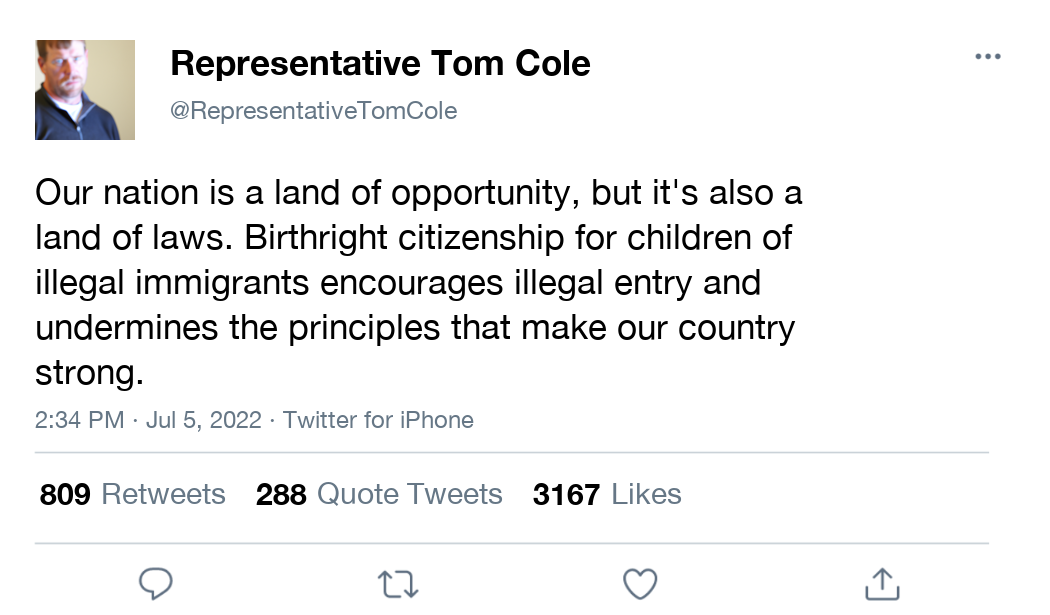 Representative Tom Cole
@RepresentativeTomCole
Our nation is a land of opportunity, but it's also a
land of laws. Birthright citizenship for children of
illegal immigrants encourages illegal entry and
undermines the principles that make our country
strong.
2:34 PM · Jul 5, 2022 · Twitter for iPhone
809 Retweets 288 Quote Tweets 3167 Likes